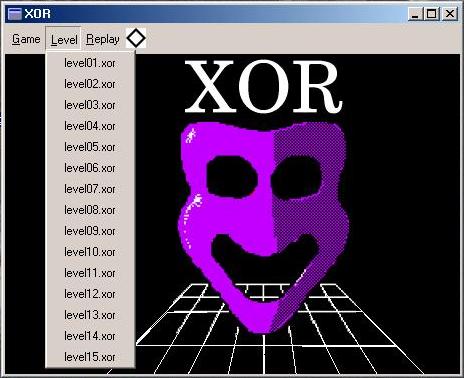 XOR
Game Level Replay
level01.xor
level02.xor
level03.xor
level04.xor
level05.xor
level06.xor
level07.xor
level08.xor
level09.xor
level10.xor
level11.xor
level12.xor
level13.xor
level14.xor
level15.xor
XOR